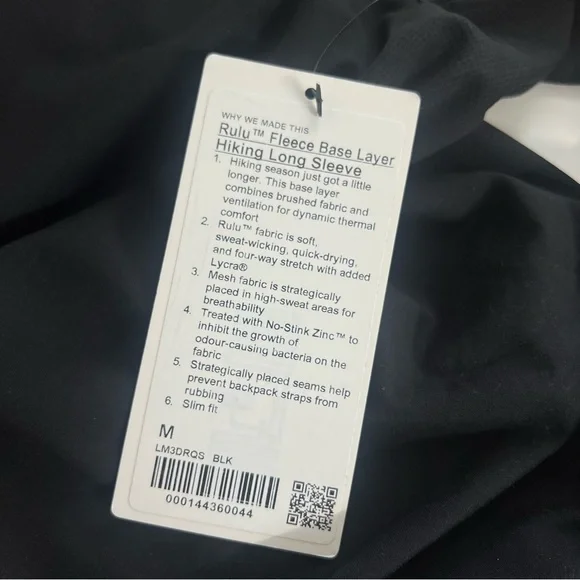 WHY WE MADE THIS
Rulu™ Fleece Base Layer
Hiking Long Sleeve
1. Hiking season just got a little
longer. This base layer
combines brushed fabric and
ventilation for dynamic thermal
comfort
2. Rulu™ fabric is soft,
sweat-wicking, quick-drying,
and four-way stretch with added
Lycra®
3. Mesh fabric is strategically
placed in high-sweat areas for
breathability
4. Treated with No-Stink Zinc™ to
inhibit the growth of
odour-causing bacteria on the
fabric
5. Strategically placed seams help
prevent backpack straps from
rubbing
6. Slim fit
M
LM3DRQS BLK
000144360044